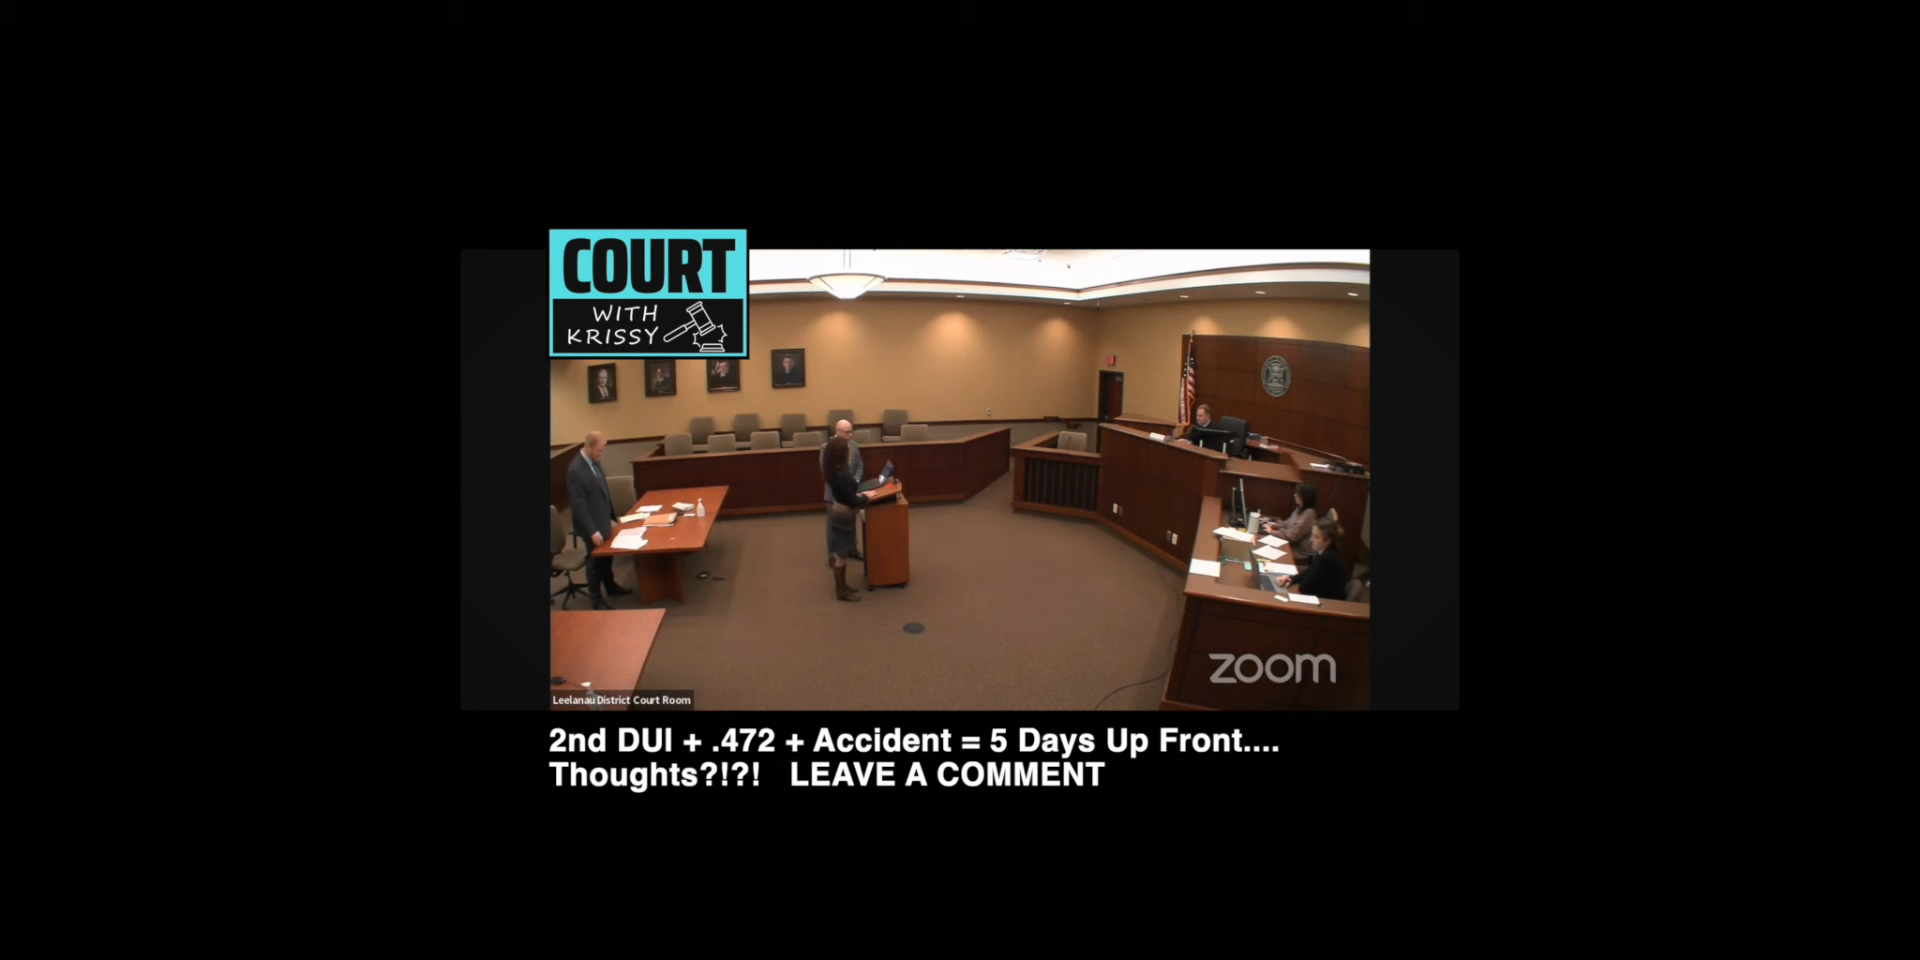 COURT
WITH
KRISSY
zoom
Leelanau District Court Room
2nd DUI + .472 + Accident = 5 Days Up Front....
Thoughts?!?! LEAVE A COMMENT